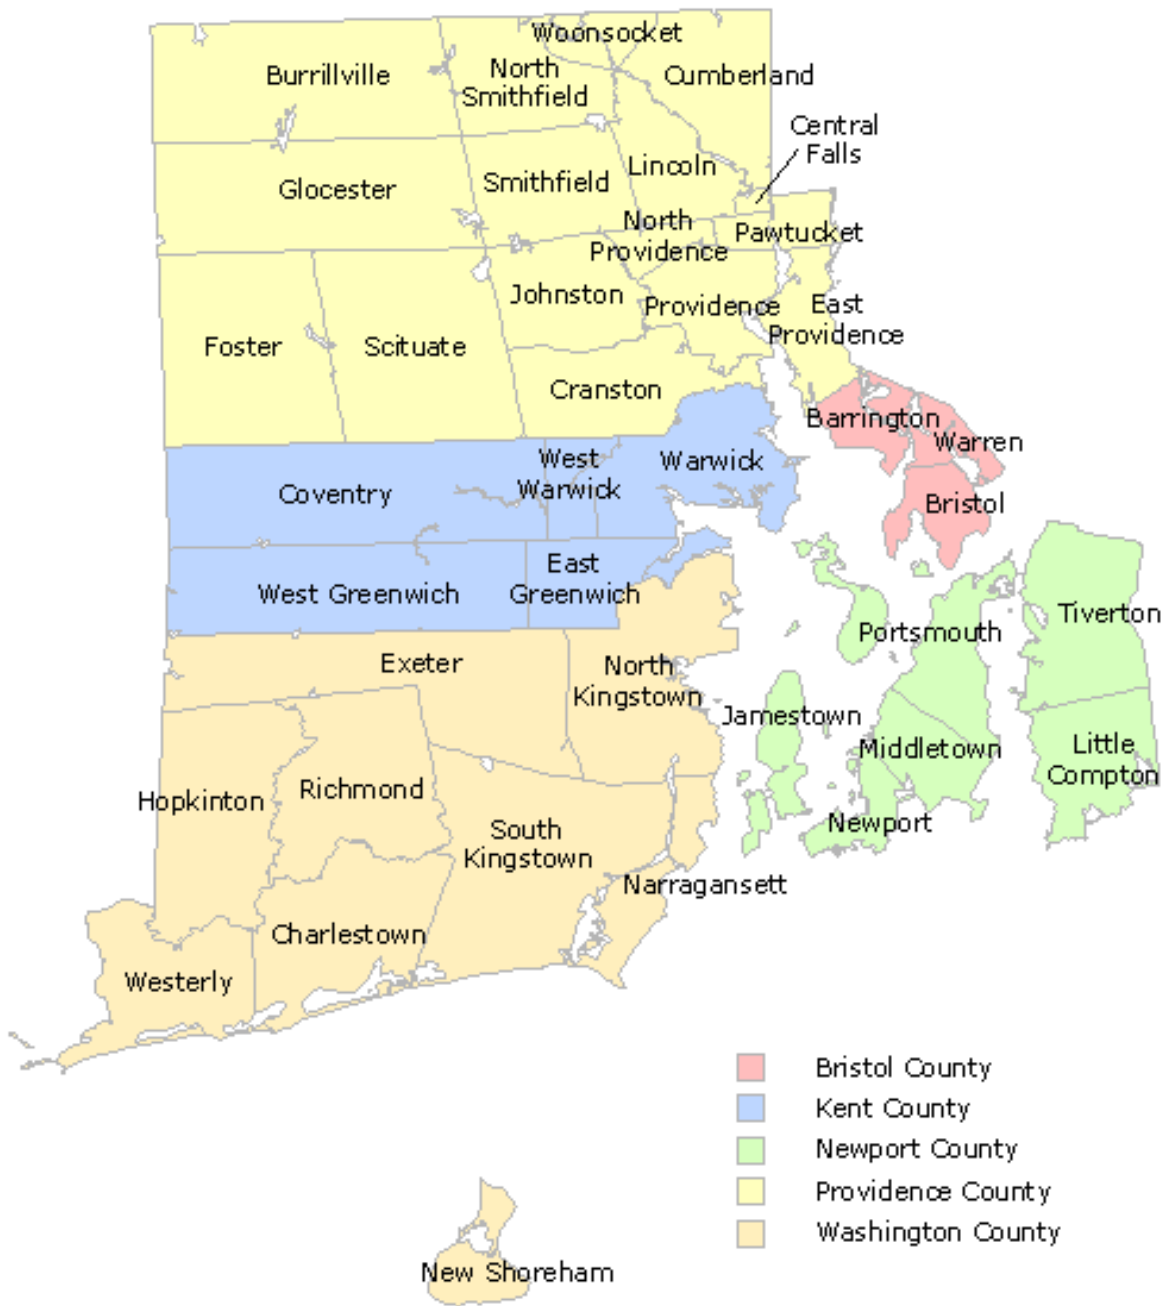 Woonsocket
Burrillville
North
Smithfield
Cumberland
Central
Falls
Lincoln
Smithfield
Glocester
North
Providence
Pawtucket
Johnston
Providence
East
Providence
Foster
Scituate
Cranston
Barrington
Warren
West
Warwick
Warwick
Coventry
Bristol
East
Greenwich
West Greenwich
Tiverton
Portsmouth
Exeter
North
Kingstown
Jamestown
Middletown
Little
Compton
Richmond
Hopkinton
Newport
South
Kingstown
Narragansett
Charlestown
Westerly
Bristol County
Kent County
Newport County
Providence County
Washington County
New Shoreham